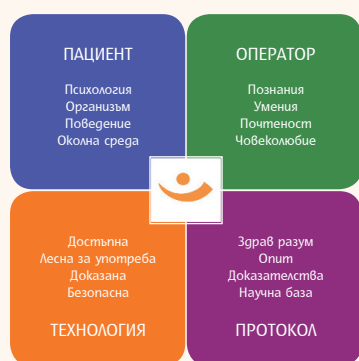 ПАЦИЕНТ
Психология
Организъм
Поведение
Околна среда
ОПЕРАТОР
Познания
Умения
Почтеност
Човеколюбие
Достъпна
Лесна за употреба
Доказана
Безопасна
ТЕХНОЛОГИЯ
Здрав разум
Опит
Доказателства
Научна база
ПРОТОКОЛ